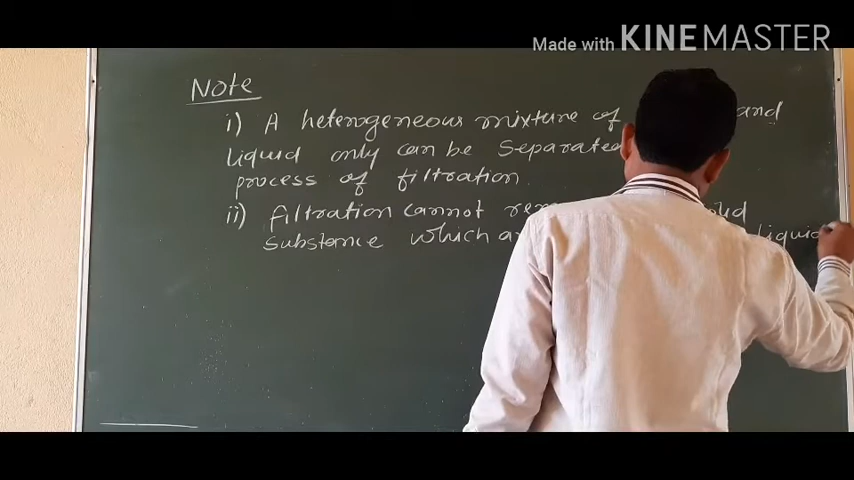 Made with KINEMASTER
Note
i) A heterogeneous mixture of and
liquid only can be separated
process of filtration
ii) filtration cannot
substance which liquid